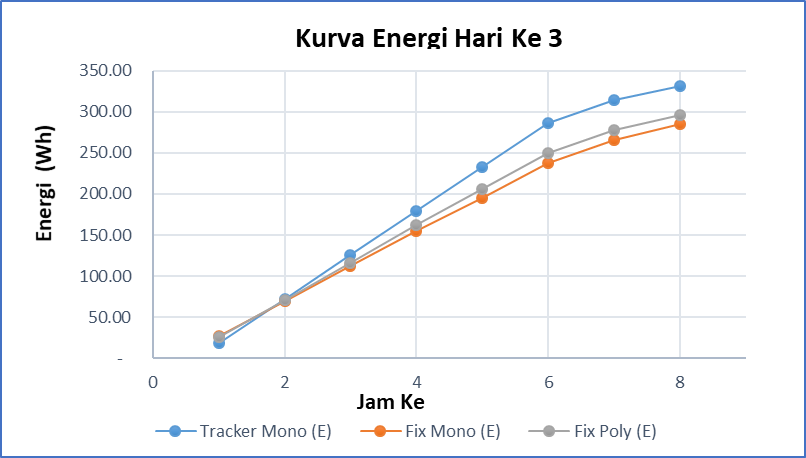 Kurva Energi Hari Ke 3
350.00
300.00
250.00
200.00
150.00
100.00
50.00
-
Energi (Wh)
0 2 4 6 8
Jam Ke
Tracker Mono (E) Fix Mono (E) Fix Poly (E)